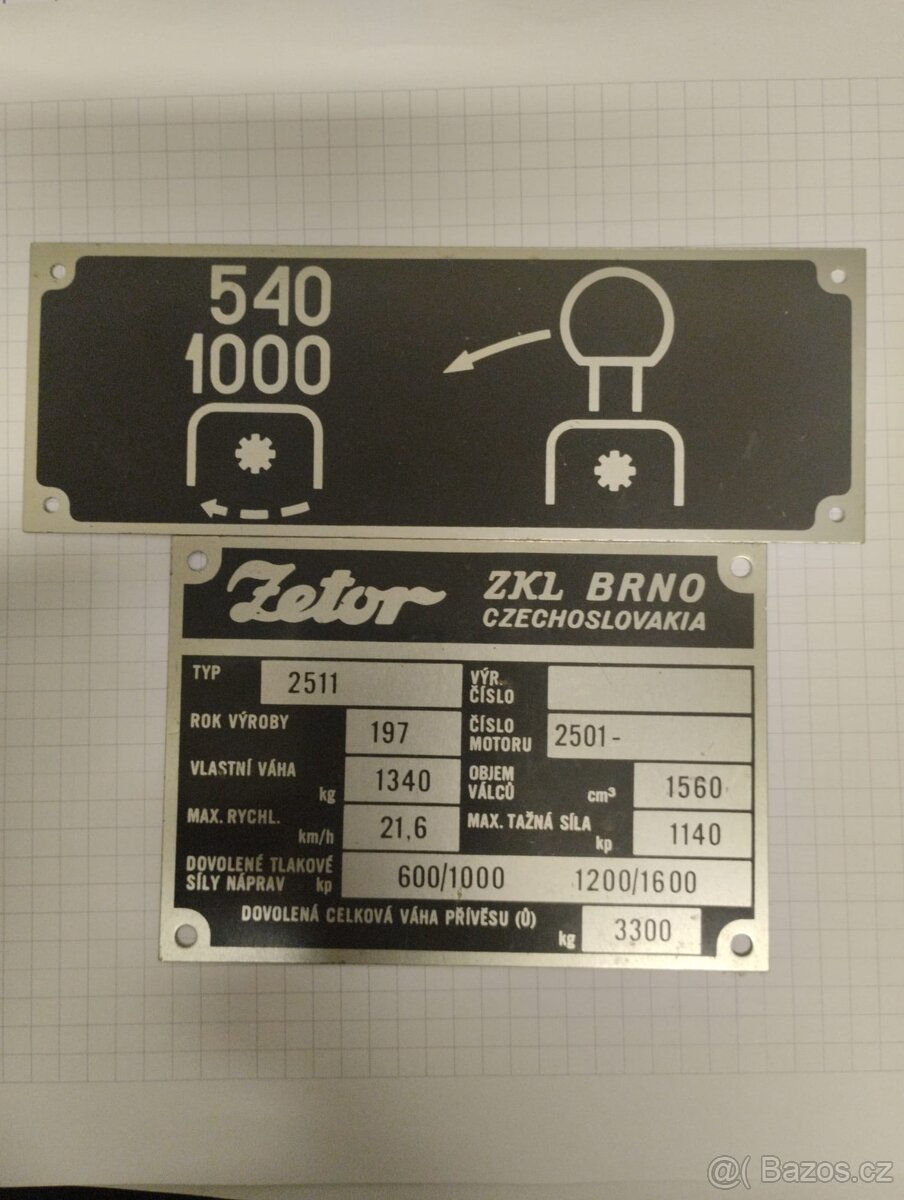 540
1000
Zetor ZKL BRNO
CZECHOSLOVAKIA
TYP 2511
VÝR. ČÍSLO
ROK VÝROBY 197
ČÍSLO MOTORU 2501-
VLASTNÍ VÁHA kg 1340
OBJEM VÁLCŮ cm³ 1560
MAX. RYCHL. km/h 21,6
MAX. TAŽNÁ SÍLA kp 1140
DOVOLENÉ TLAKOVÉ
SÍLY NÁPRAV kp 600/1000 1200/1600
DOVOLENÁ CELKOVÁ VÁHA PŘÍVĚSU (Ů) kg 3300
@( Bazos.cz